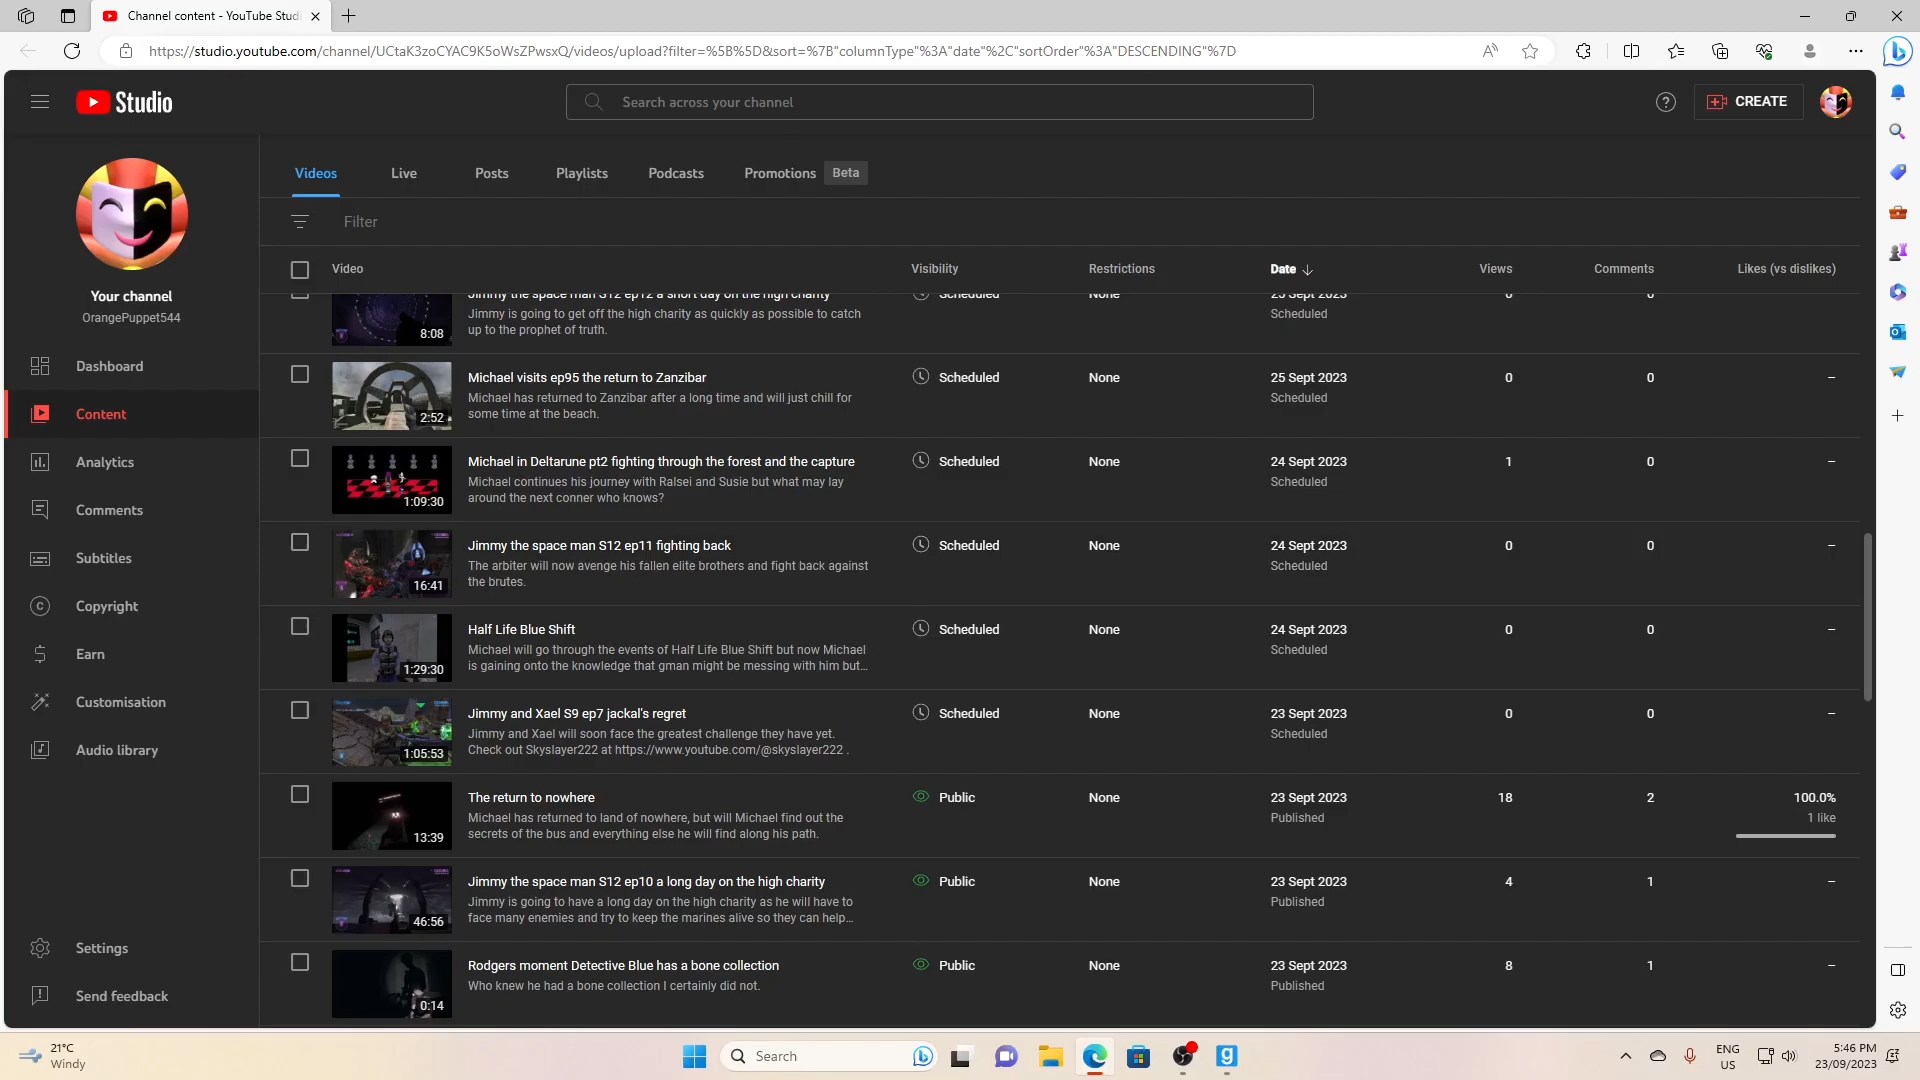 Channel content - YouTube Studi
https://studio.youtube.com/channel/UCtaK3zoCYAC9K5oWsZPwsxQ/videos/upload?filter=%5B%5D&sort=%7B"columnType"%3A"date"%2C"sortOrder"%3A"DESCENDING"%7D
Studio
Search across your channel
CREATE
Your channel
OrangePuppet544
Dashboard
Content
Analytics
Comments
Subtitles
Copyright
Earn
Customisation
Audio library
Settings
Send feedback
Videos Live Posts Playlists Podcasts Promotions Beta
Filter
Video Visibility Restrictions Date Views Comments Likes (vs dislikes)
Jimmy the space man S12 ep12 a short day on the high charity Scheduled None 25 Sept 2023 0 0
Jimmy is going to get off the high charity as quickly as possible to catch Scheduled
up to the prophet of truth.
8:08
Michael visits ep95 the return to Zanzibar Scheduled None 25 Sept 2023 0 0 –
Michael has returned to Zanzibar after a long time and will just chill for Scheduled
some time at the beach.
2:52
Michael in Deltarune pt2 fighting through the forest and the capture Scheduled None 24 Sept 2023 1 0 –
Michael continues his journey with Ralsei and Susie but what may lay Scheduled
around the next conner who knows?
1:09:30
Jimmy the space man S12 ep11 fighting back Scheduled None 24 Sept 2023 0 0 –
The arbiter will now avenge his fallen elite brothers and fight back against Scheduled
the brutes.
16:41
Half Life Blue Shift Scheduled None 24 Sept 2023 0 0 –
Michael will go through the events of Half Life Blue Shift but now Michael Scheduled
is gaining onto the knowledge that gman might be messing with him but...
1:29:30
Jimmy and Xael S9 ep7 jackal's regret Scheduled None 23 Sept 2023 0 0 –
Jimmy and Xael will soon face the greatest challenge they have yet. Scheduled
Check out Skyslayer222 at https://www.youtube.com/@skyslayer222 .
1:05:53
The return to nowhere Public None 23 Sept 2023 18 2 100.0%
Michael has returned to land of nowhere, but will Michael find out the Published 1 like
secrets of the bus and everything else he will find along his path.
13:39
Jimmy the space man S12 ep10 a long day on the high charity Public None 23 Sept 2023 4 1 –
Jimmy is going to have a long day on the high charity as he will have to Published
face many enemies and try to keep the marines alive so they can help...
46:56
Rodgers moment Detective Blue has a bone collection Public None 23 Sept 2023 8 1 –
Who knew he had a bone collection I certainly did not. Published
0:14
21°C
Windy
Search
ENG
US
5:46 PM
23/09/2023